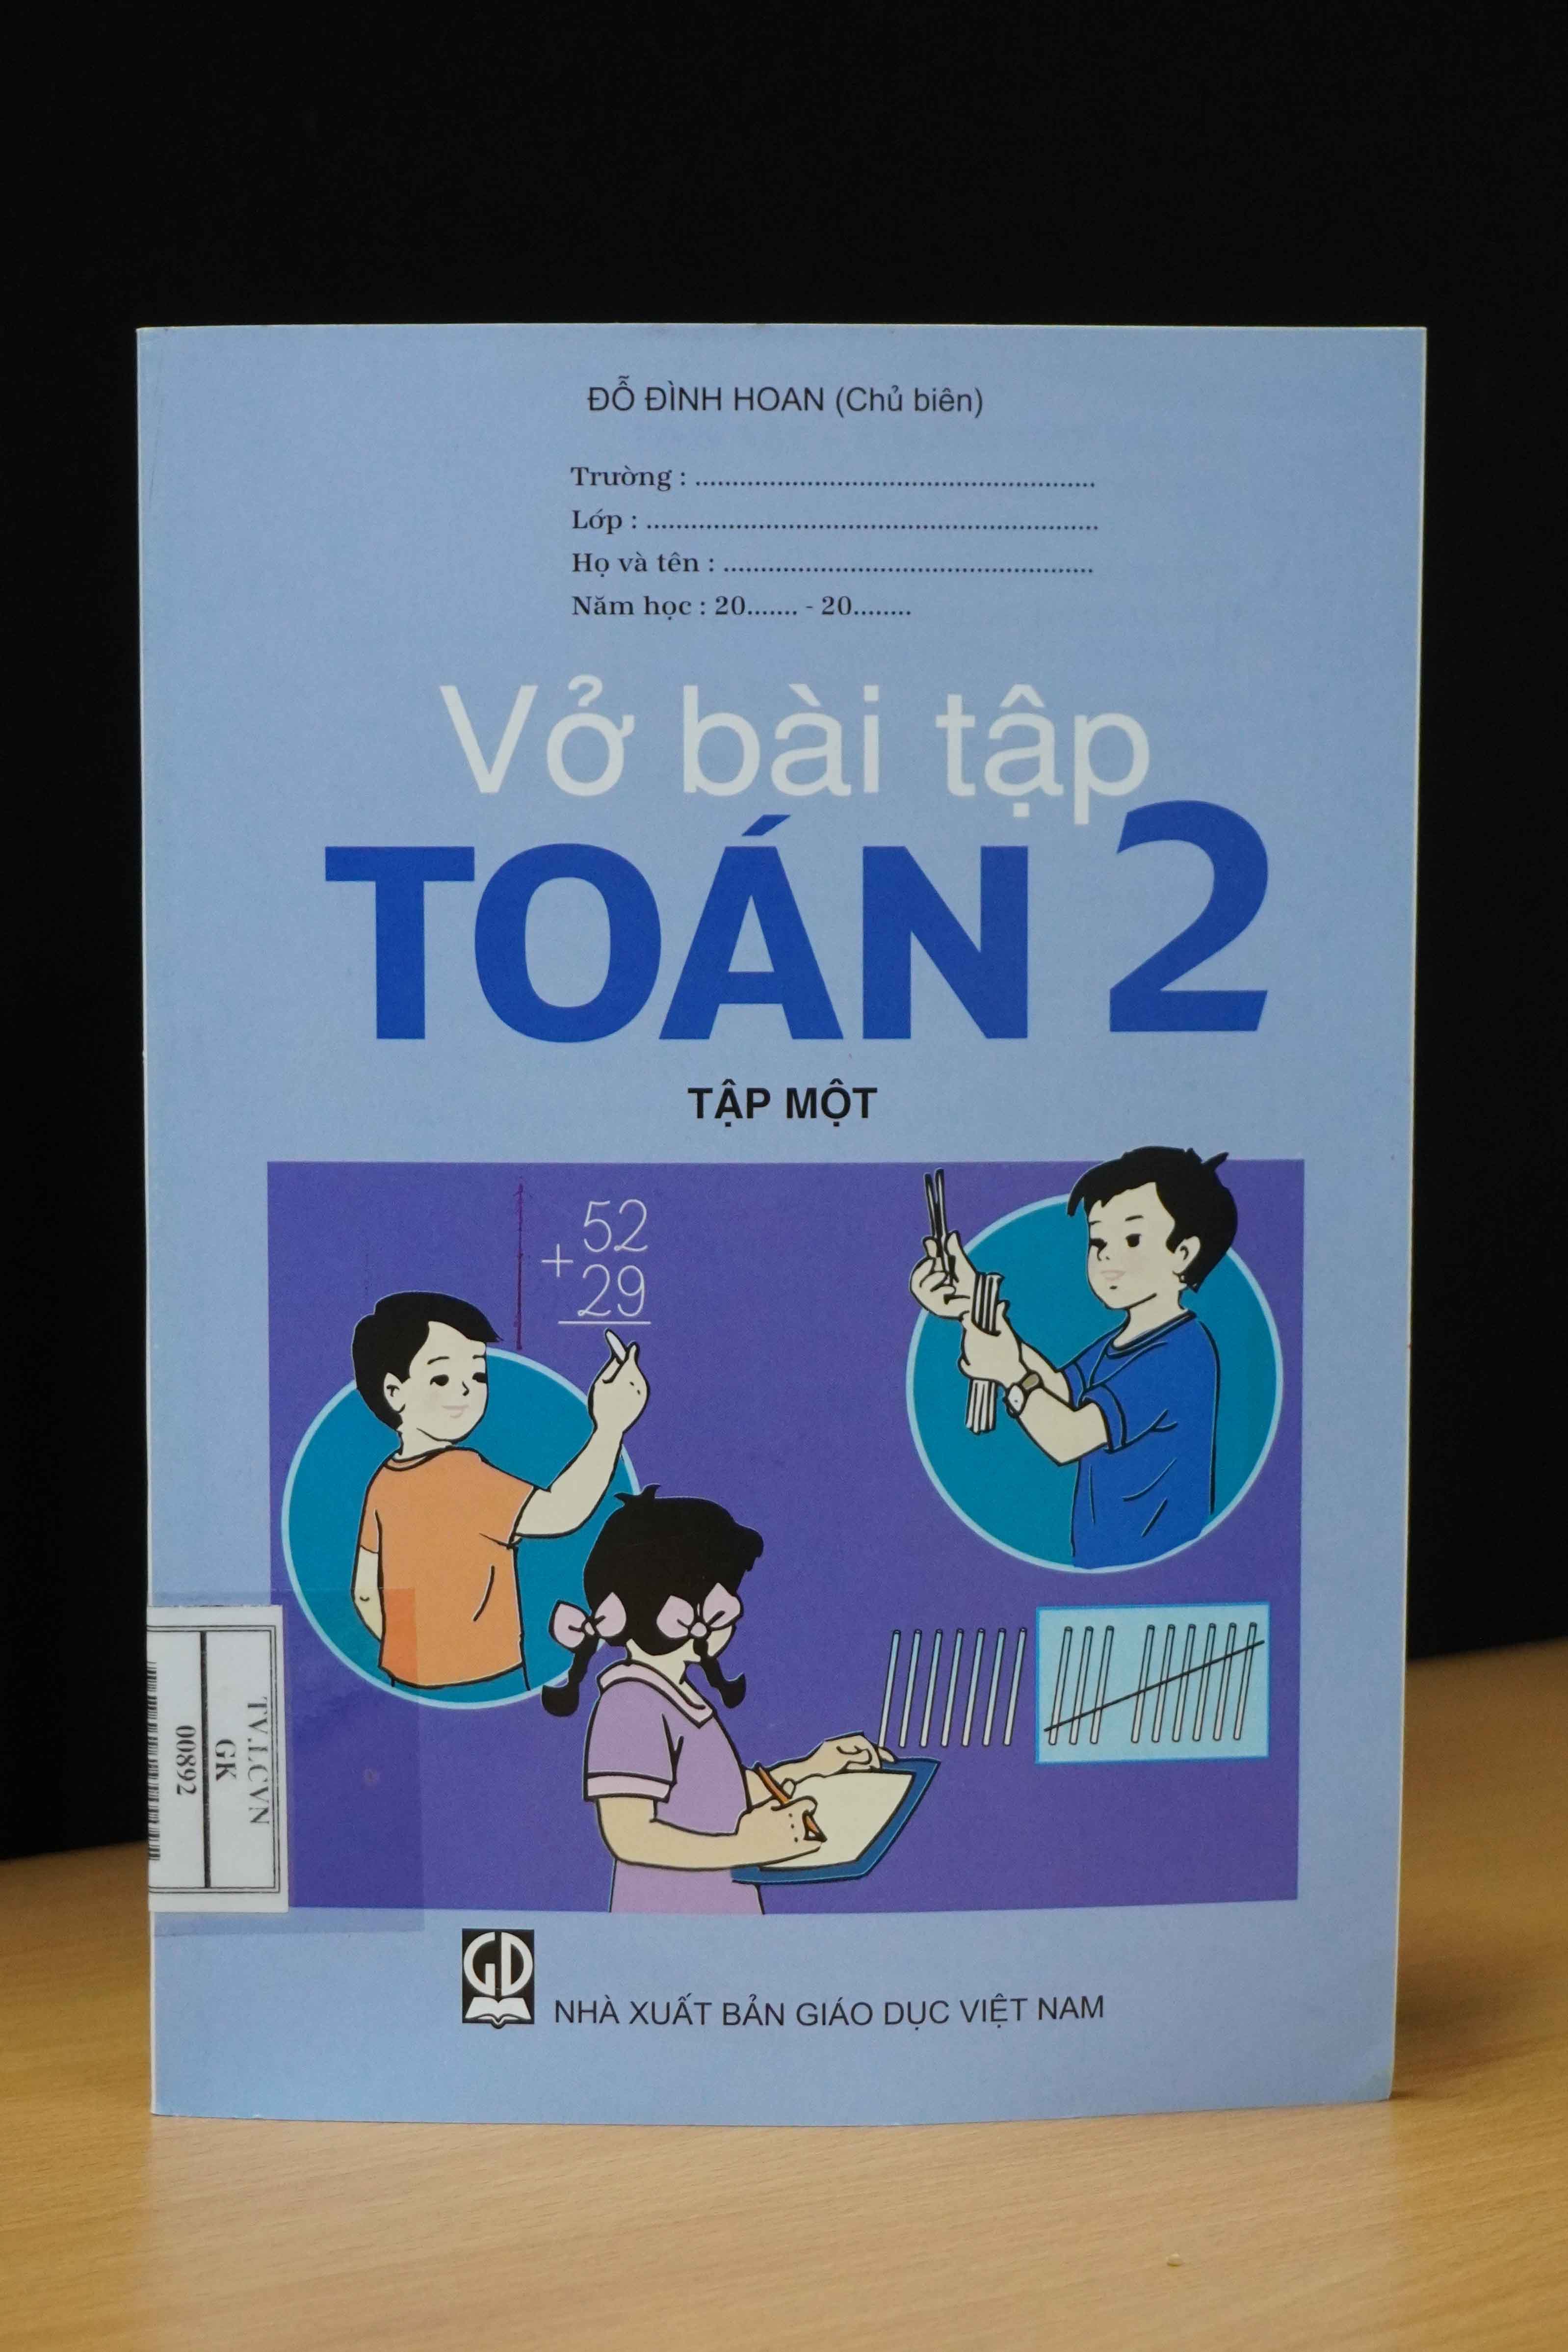 ĐỖ ĐÌNH HOAN (Chủ biên)
Trường : ........................................................
Lớp : ...............................................................
Họ và tên : ....................................................
Năm học : 20....... - 20........
Vở bài tập
TOÁN 2
TẬP MỘT
52
+
29
TV.I.CVN
GK
00892
GD
NHÀ XUẤT BẢN GIÁO DỤC VIỆT NAM